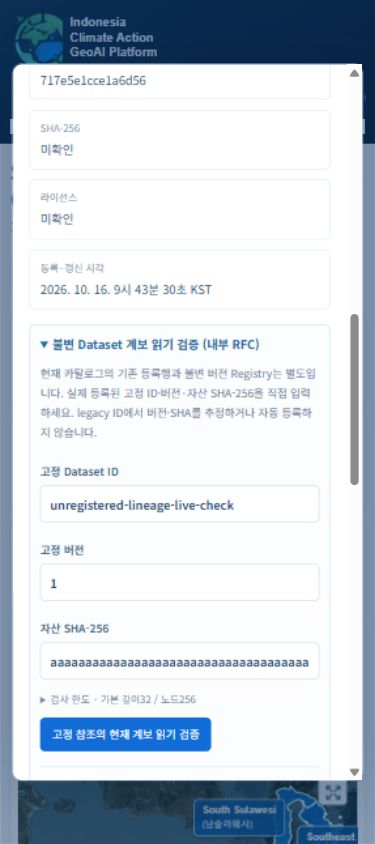 Indonesia
Climate Action
GeoAI Platform
717e5e1cce1a6d56
SHA-256
미확인
라이선스
미확인
등록·갱신 시각
2026. 10. 16. 9시 43분 30초 KST
▼ 불변 Dataset 계보 읽기 검증 (내부 RFC)
현재 카탈로그의 기존 등록행과 불변 버전 Registry는 별도입
니다. 실제 등록된 고정 ID·버전·자산 SHA-256을 직접 입력
하세요. legacy ID에서 버전·SHA를 추정하거나 자동 등록하
지 않습니다.
고정 Dataset ID
unregistered-lineage-live-check
고정 버전
1
자산 SHA-256
aaaaaaaaaaaaaaaaaaaaaaaaaaaaaaaaaaaaa
▶ 검사 한도 · 기본 깊이32 / 노드256
고정 참조의 현재 계보 읽기 검증
South Sulawesi
(남술라웨시)
Southeast